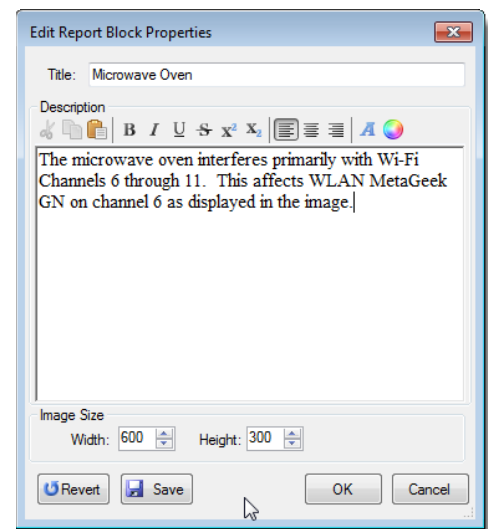 Edit Report Block Properties
Title: Microwave Oven
Description
B I U S x² X₂ A
The microwave oven interferes primarily with Wi-Fi
Channels 6 through 11.  This affects WLAN MetaGeek
GN on channel 6 as displayed in the image.
Image Size
Width: 600 Height: 300
Revert Save OK Cancel